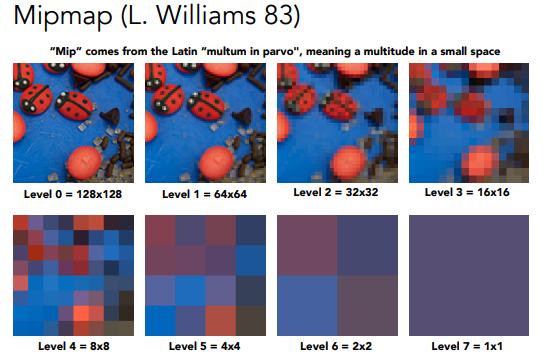 Mipmap (L. Williams 83)
“Mip” comes from the Latin “multum in parvo", meaning a multitude in a small space
Level 0 = 128x128
Level 1 = 64x64
Level 2 = 32x32
Level 3 = 16x16
Level 4 = 8x8
Level 5 = 4x4
Level 6 = 2x2
Level 7 = 1x1